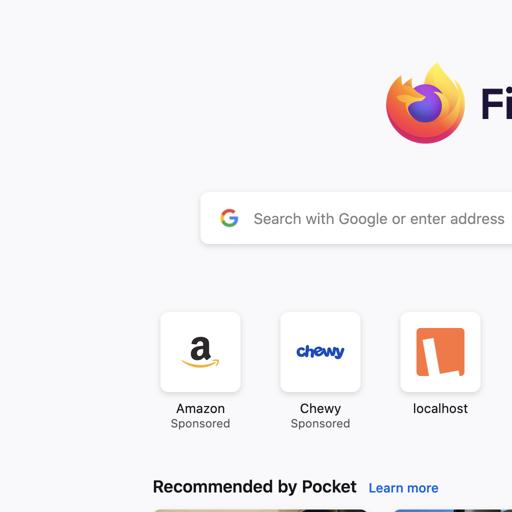 Fi
Search with Google or enter address
a
chewy
L
Amazon
Sponsored
Chewy
Sponsored
localhost
Recommended by Pocket Learn more